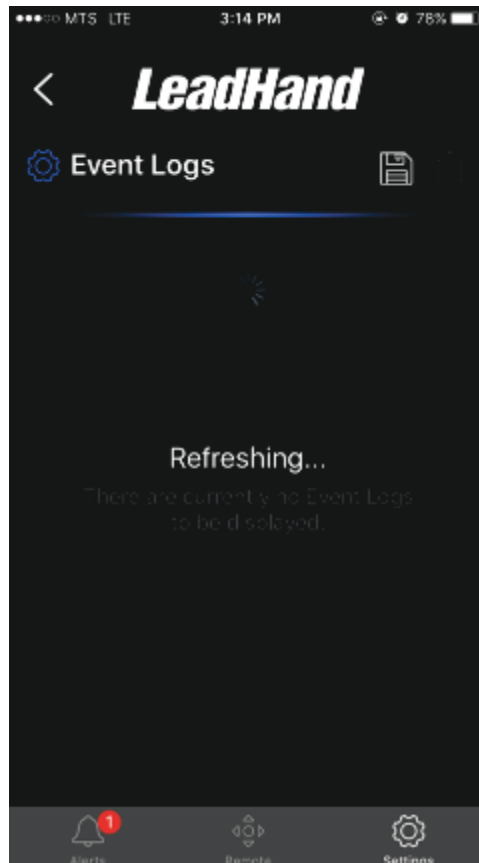 MTS LTE 3:14 PM 78%
LeadHand
Event Logs
Refreshing...
There are currently no Event Logs
to be displayed.
1
Alerts Remote Settings